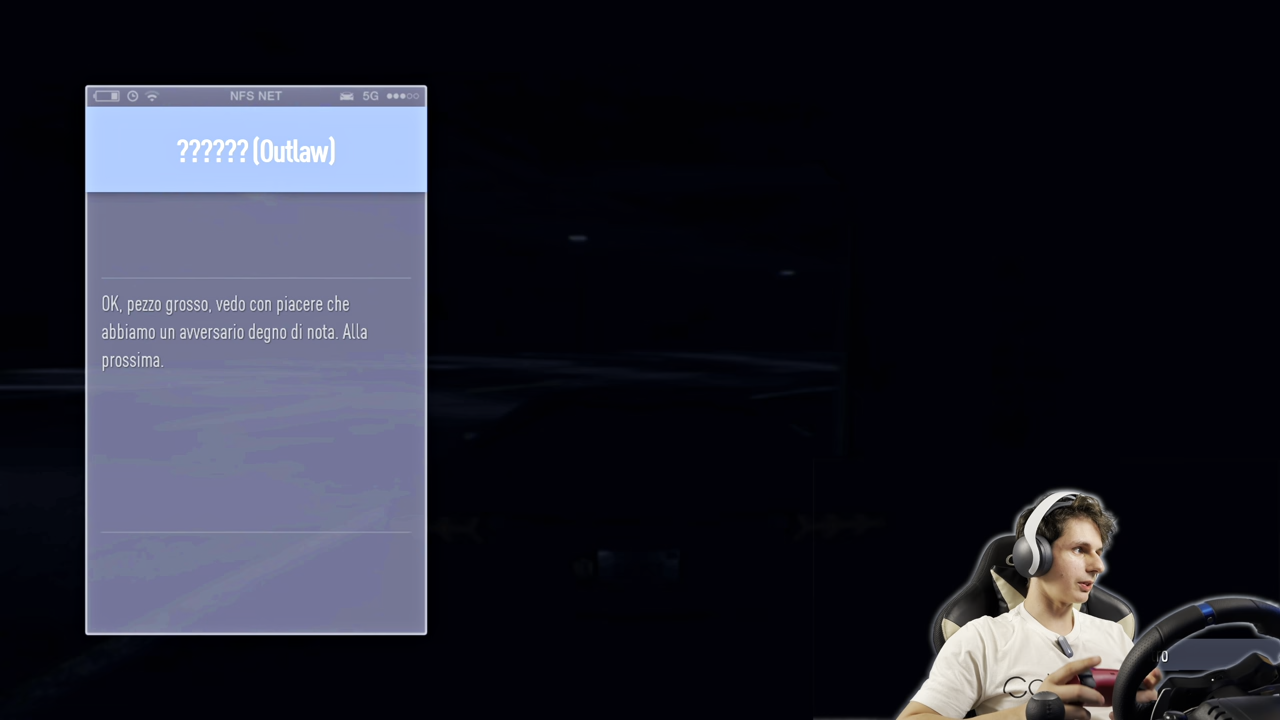 NFS NET
5G
?????? (Outlaw)
OK, pezzo grosso, vedo con piacere che
abbiamo un avversario degno di nota. Alla
prossima.